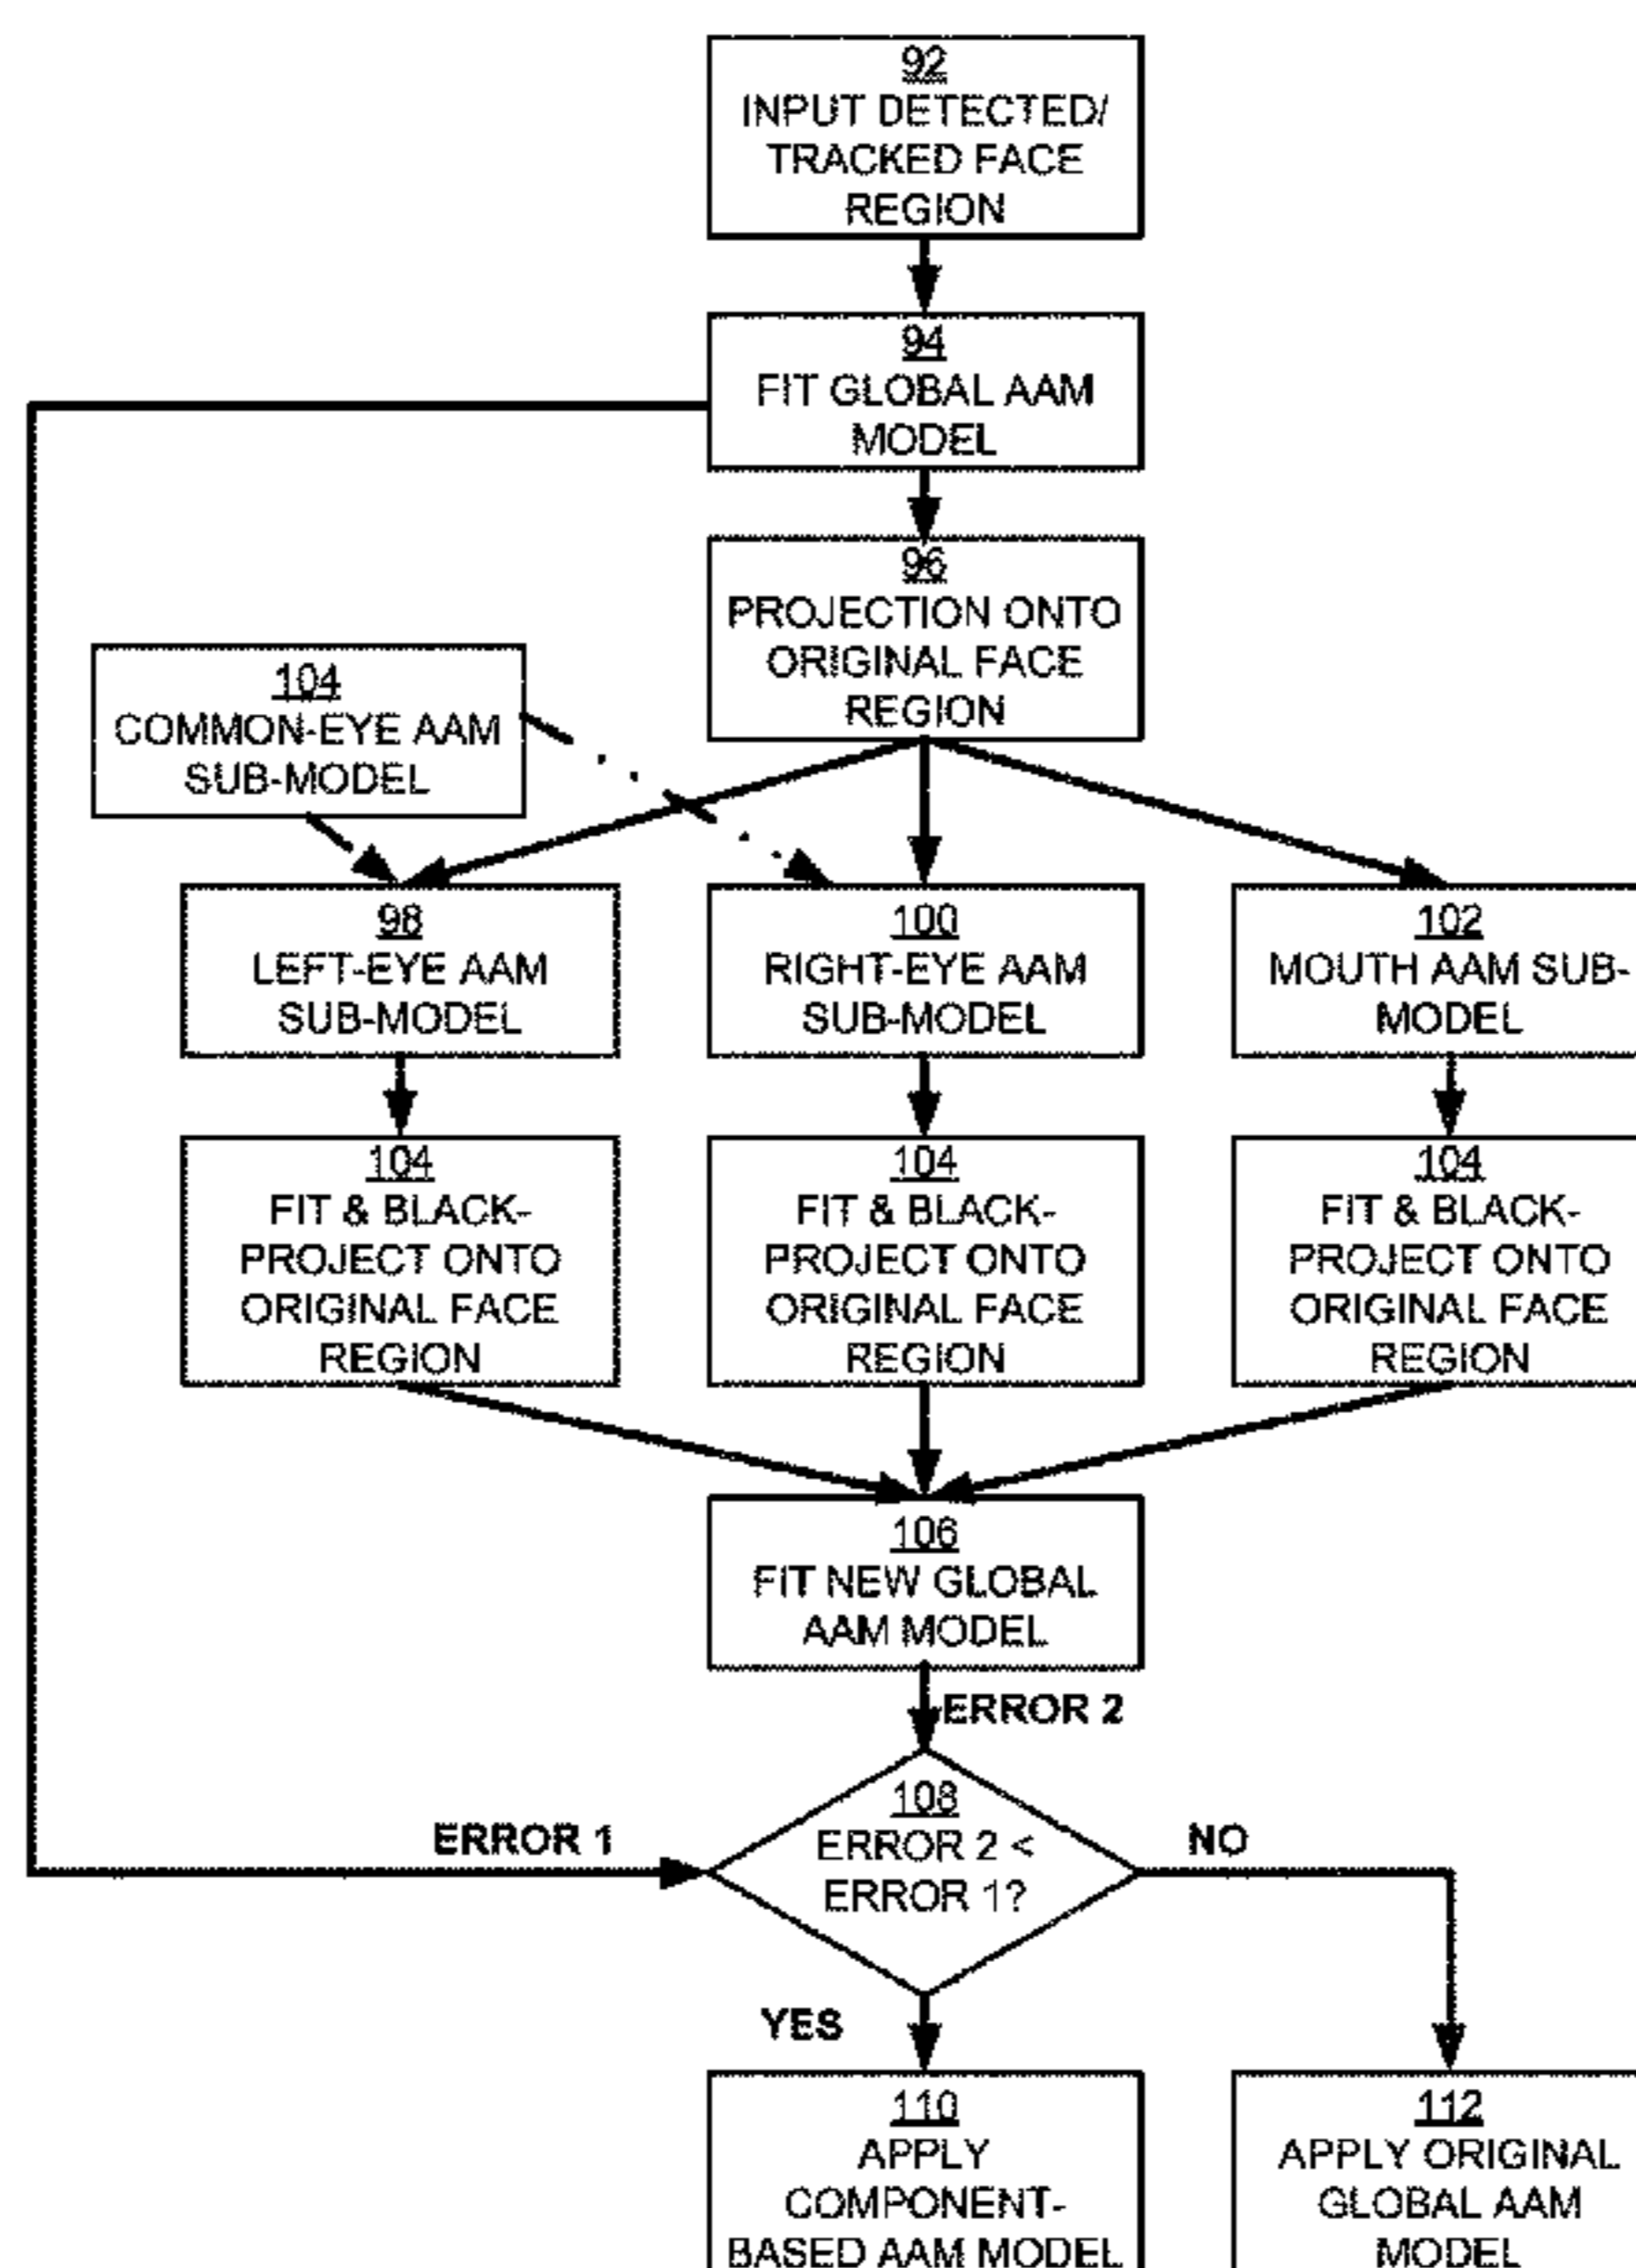 92
INPUT DETECTED/
TRACKED FACE
REGION
94
FIT GLOBAL AAM
MODEL
96
PROJECTION ONTO
ORIGINAL FACE
REGION
104
COMMON-EYE AAM
SUB-MODEL
98
LEFT-EYE AAM
SUB-MODEL
100
RIGHT-EYE AAM
SUB-MODEL
102
MOUTH AAM SUB-
MODEL
104
FIT & BLACK-
PROJECT ONTO
ORIGINAL FACE
REGION
104
FIT & BLACK-
PROJECT ONTO
ORIGINAL FACE
REGION
104
FIT & BLACK-
PROJECT ONTO
ORIGINAL FACE
REGION
106
FIT NEW GLOBAL
AAM MODEL
ERROR 2
ERROR 1
108
ERROR 2 <
ERROR 1?
NO
YES
110
APPLY
COMPONENT-
BASED AAM MODEL
112
APPLY ORIGINAL
GLOBAL AAM
MODEL